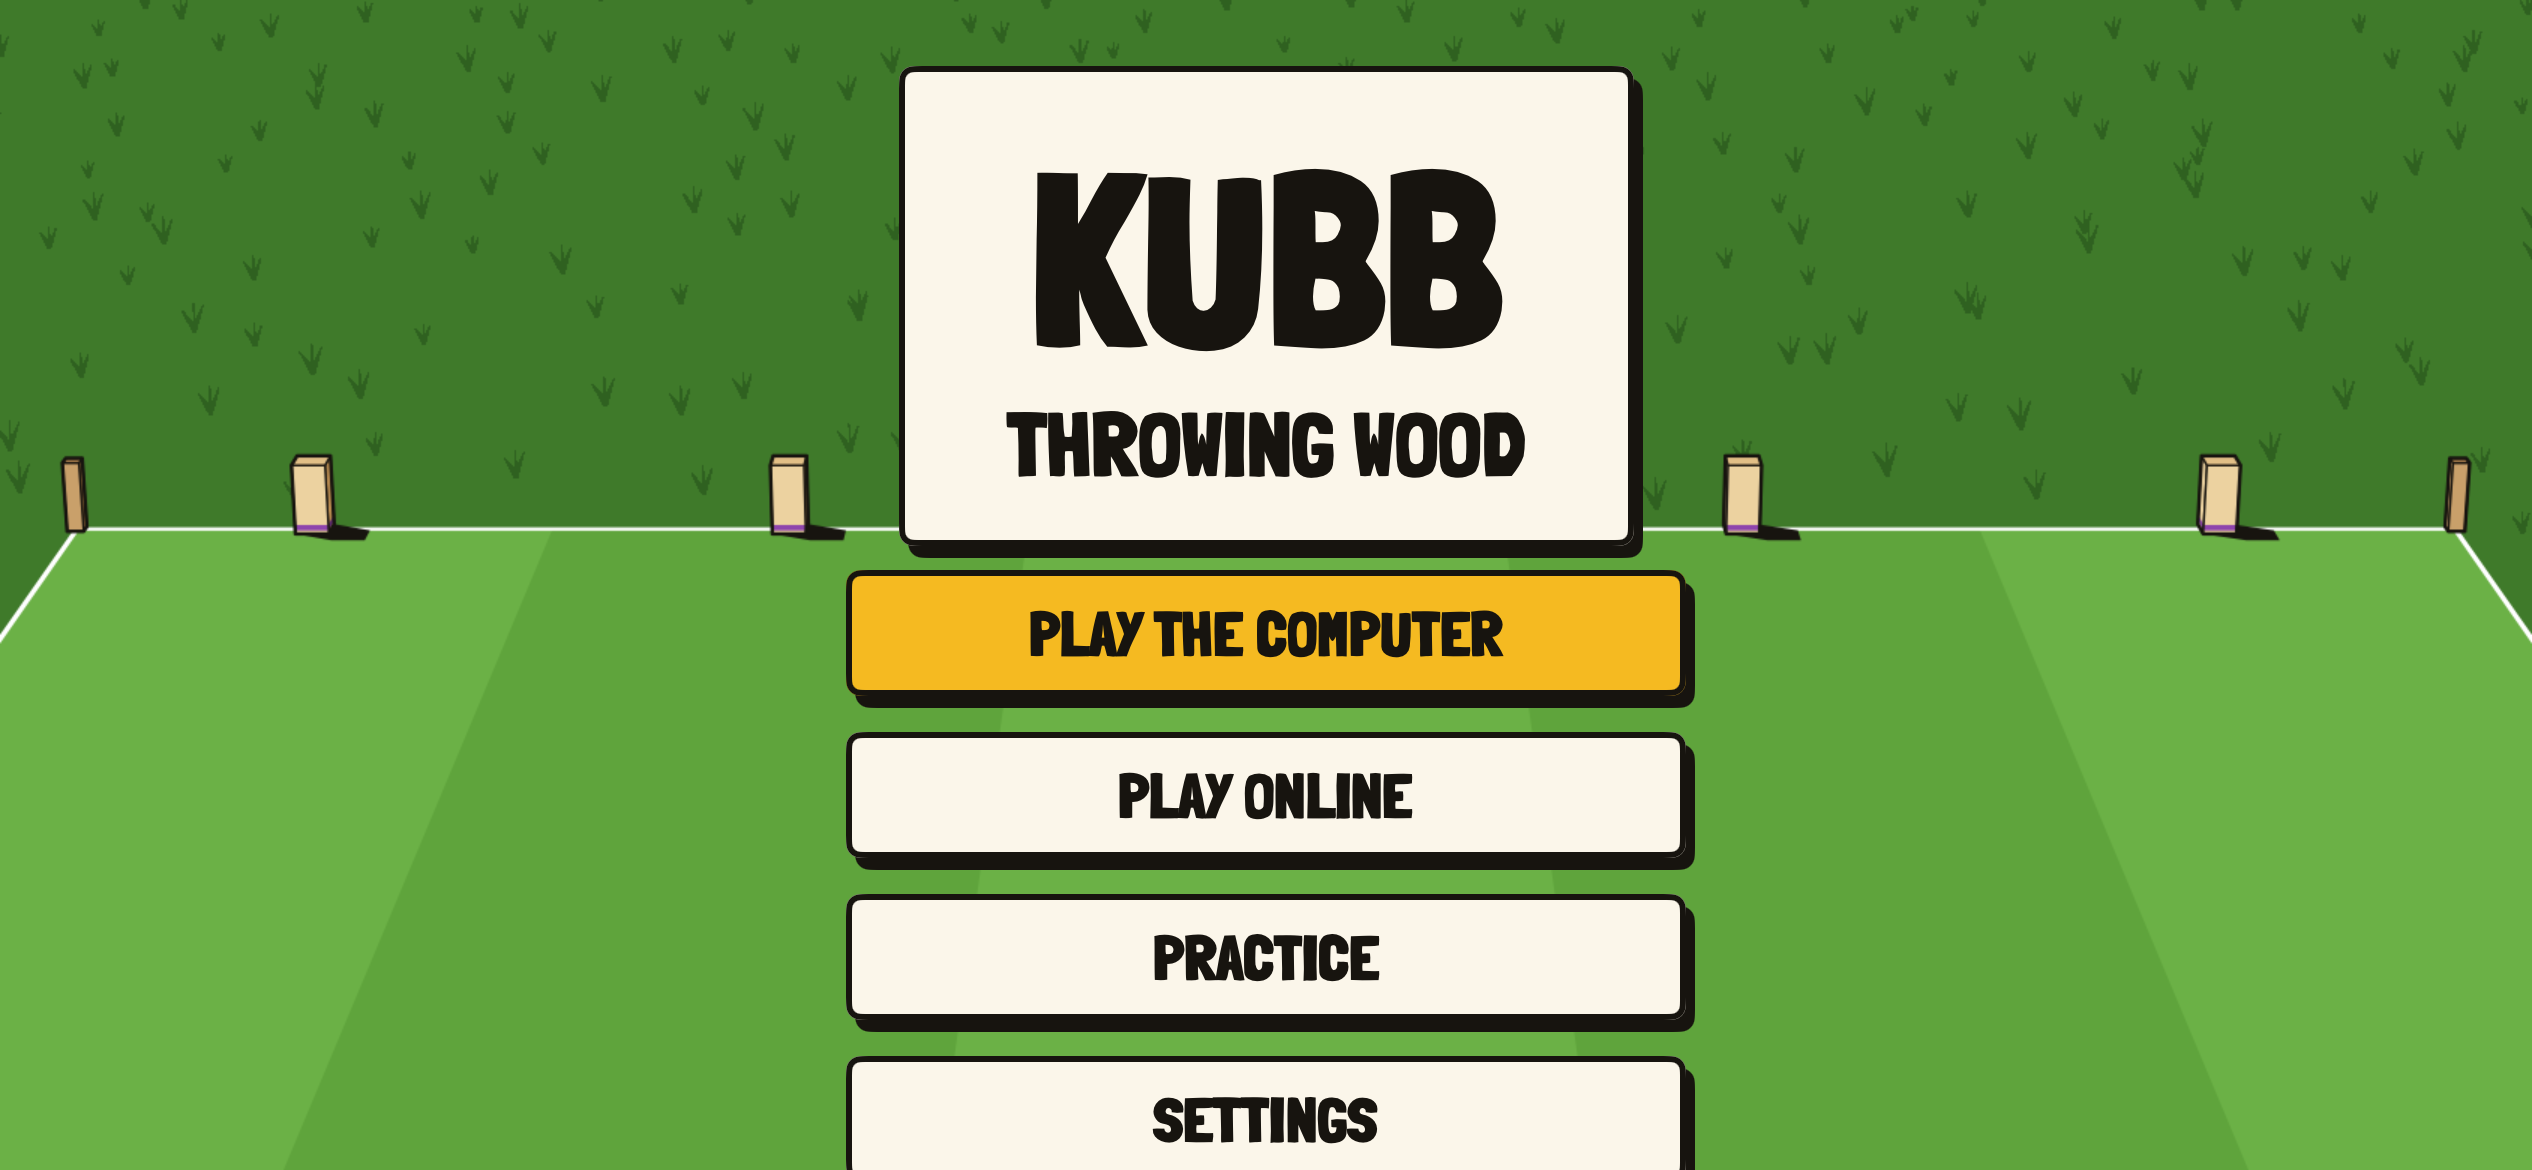 KUBB
THROWING WOOD
PLAY THE COMPUTER
PLAY ONLINE
PRACTICE
SETTINGS